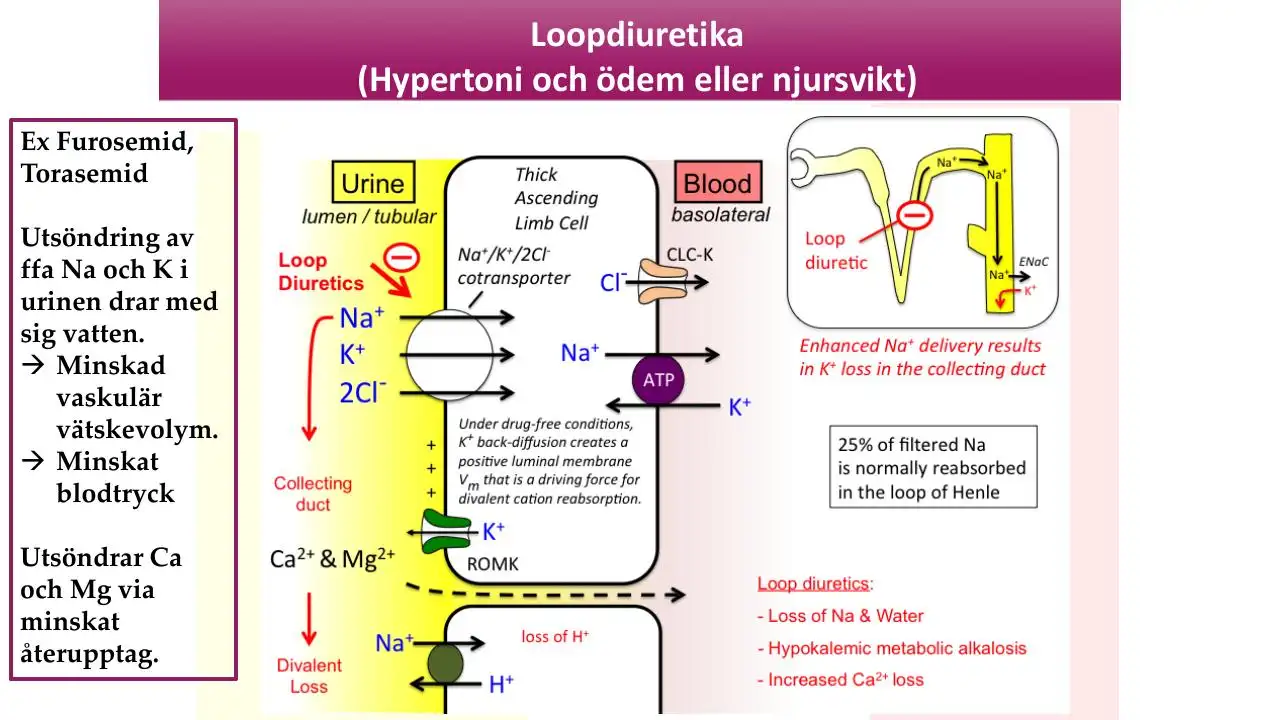 Loopdiuretika
(Hypertoni och ödem eller njursvikt)
Ex Furosemid,
Torasemid
Utsöndring av
ffa Na och K i
urinen drar med
sig vatten.
→ Minskad
vaskulär
vätskevolym.
→ Minskat
blodtryck
Utsöndrar Ca
och Mg via
minskat
återupptag.
Urine
lumen / tubular
Loop
Diuretics
Na⁺
K⁺
2Cl⁻
Collecting
duct
Ca²⁺ & Mg²⁺
Divalent
Loss
Thick
Ascending
Limb Cell
Na⁺/K⁺/2Cl⁻
cotransporter
Under drug-free conditions,
K⁺ back-diffusion creates a
positive luminal membrane
Vm that is a driving force for
divalent cation reabsorption.
+
+
+
K⁺
ROMK
Na⁺
H⁺
loss of H⁺
Blood
basolateral
CLC-K
Cl⁻
Na⁺
ATP
K⁺
Na⁺
Na⁺
Loop
diuretic
Na⁺
ENaC
K⁺
Enhanced Na⁺ delivery results
in K⁺ loss in the collecting duct
25% of filtered Na
is normally reabsorbed
in the loop of Henle
Loop diuretics:
- Loss of Na & Water
- Hypokalemic metabolic alkalosis
- Increased Ca²⁺ loss